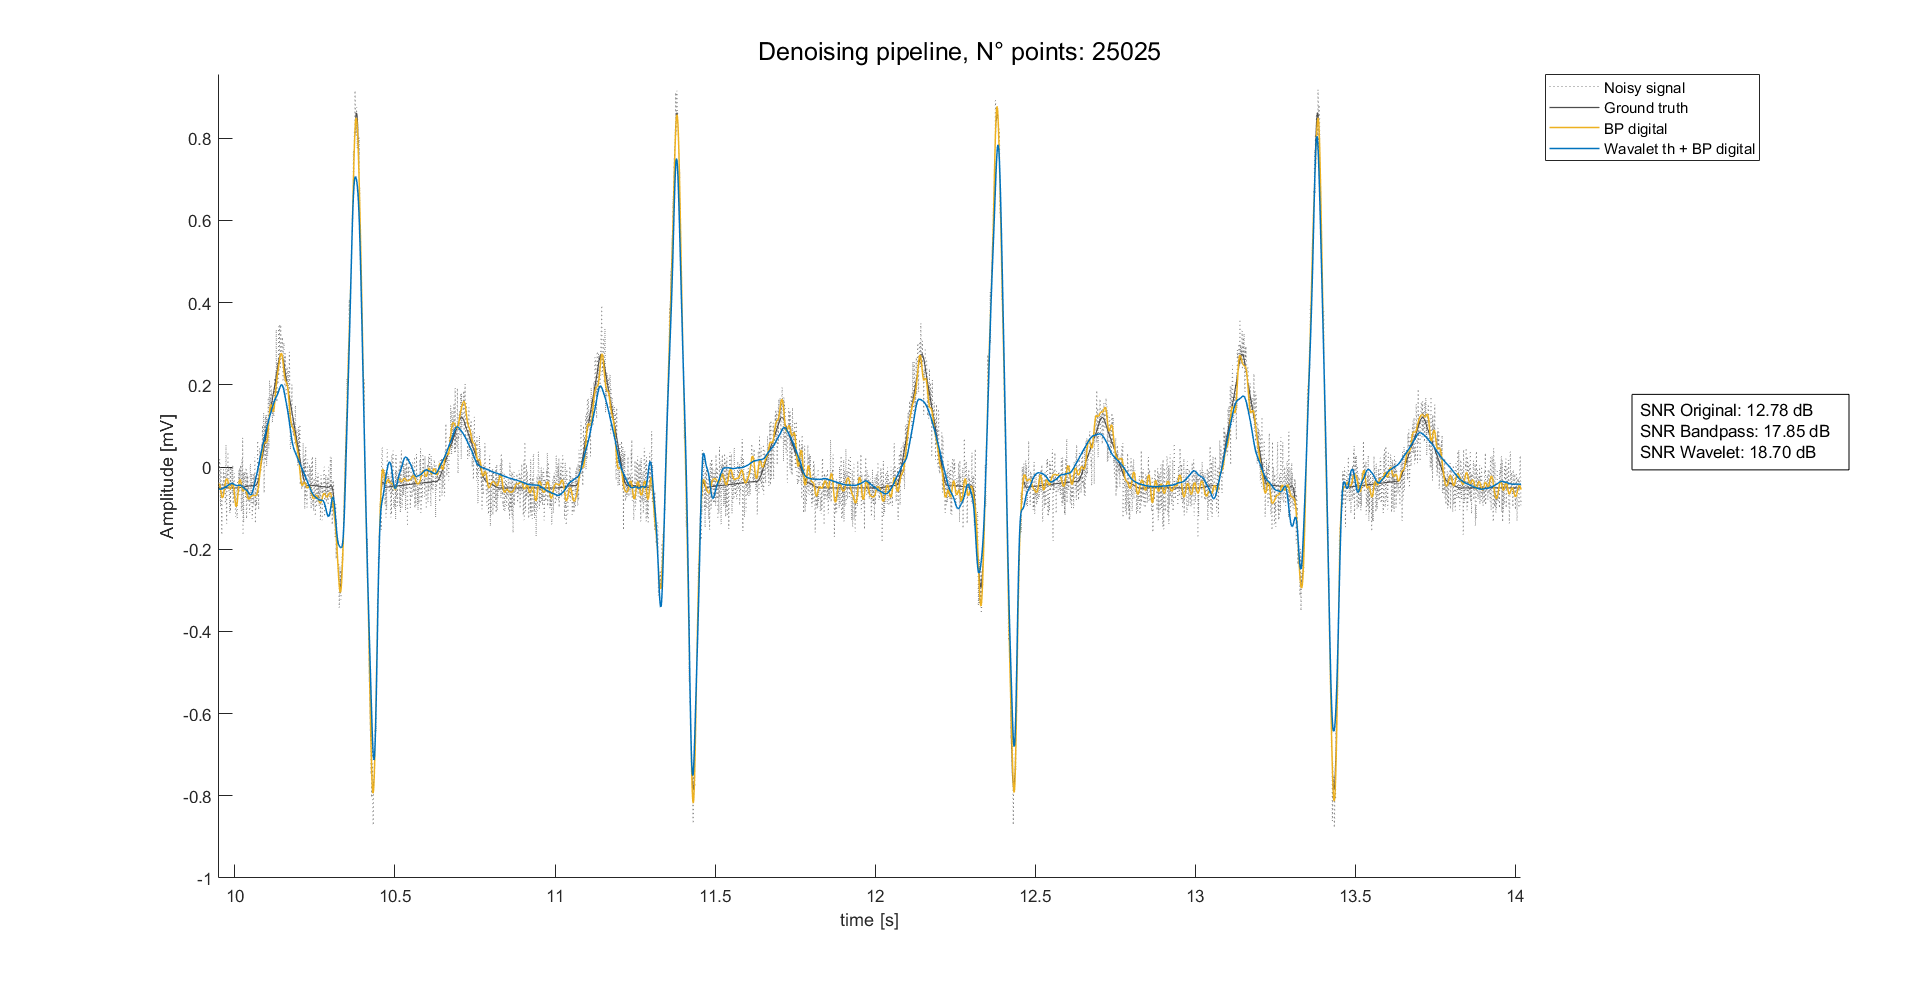 Denoising pipeline, N° points: 25025
Noisy signal
Ground truth
BP digital
Wavalet th + BP digital
0.8
0.6
0.4
0.2
0
-0.2
-0.4
-0.6
-0.8
-1
Amplitude [mV]
SNR Original: 12.78 dB
SNR Bandpass: 17.85 dB
SNR Wavelet: 18.70 dB
10 10.5 11 11.5 12 12.5 13 13.5 14
time [s]